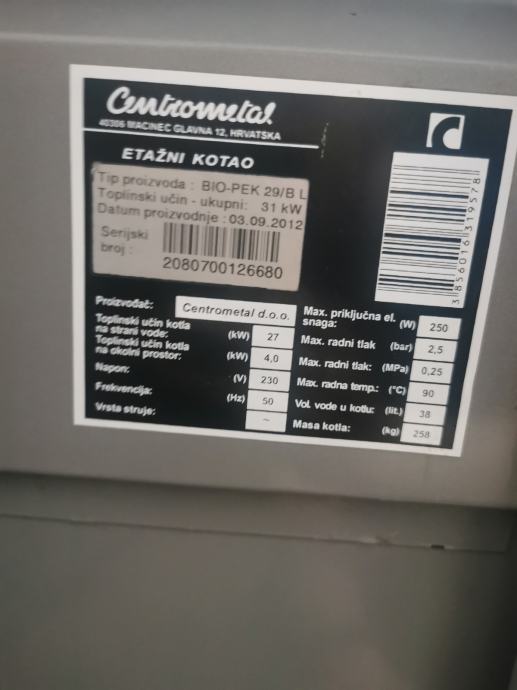 Centrometal
40306 MACINEC GLAVNA 12, HRVATSKA
ETAŽNI KOTAO
Tip proizvoda : BIO-PEK 29/B L
Toplinski učin - ukupni: 31 kW
Datum proizvodnje : 03.09.2012
Serijski
broj :
2080700126680
3856016319578
Proizvođač: Centrometal d.o.o.
Toplinski učin kotla
na strani vode: (kW) 27
Toplinski učin kotla
na okolni prostor: (kW) 4,0
Napon: (V) 230
Frekvencija: (Hz) 50
Vrsta struje: ~
Max. priključna el.
snaga: (W) 250
Max. radni tlak (bar) 2,5
Max. radni tlak: (MPa) 0,25
Max. radna temp.: (°C) 90
Vol. vode u kotlu: (lit.) 38
Masa kotla: (kg) 258